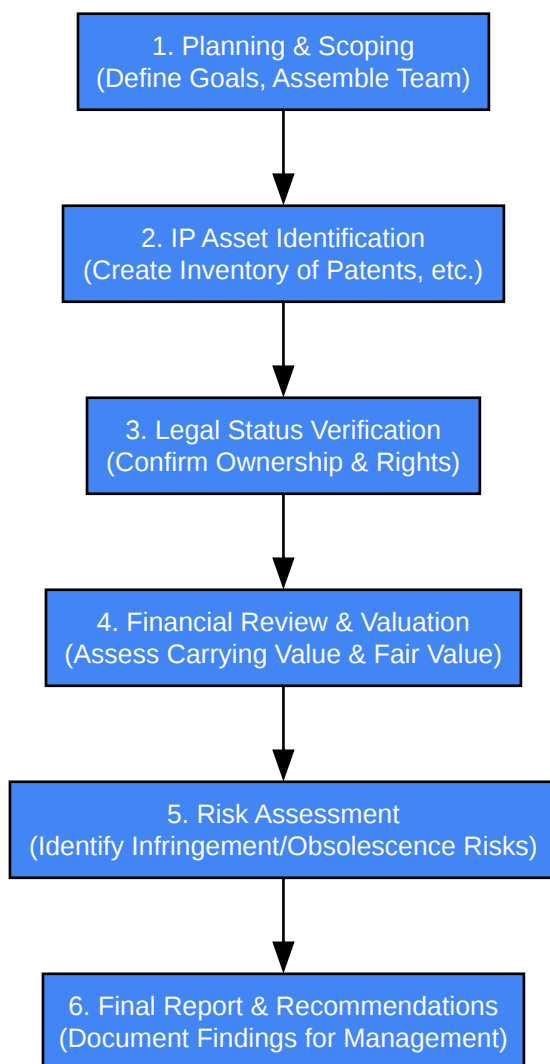 1. Planning & Scoping
(Define Goals, Assemble Team)
2. IP Asset Identification
(Create Inventory of Patents, etc.)
3. Legal Status Verification
(Confirm Ownership & Rights)
4. Financial Review & Valuation
(Assess Carrying Value & Fair Value)
5. Risk Assessment
(Identify Infringement/Obsolescence Risks)
6. Final Report & Recommendations
(Document Findings for Management)